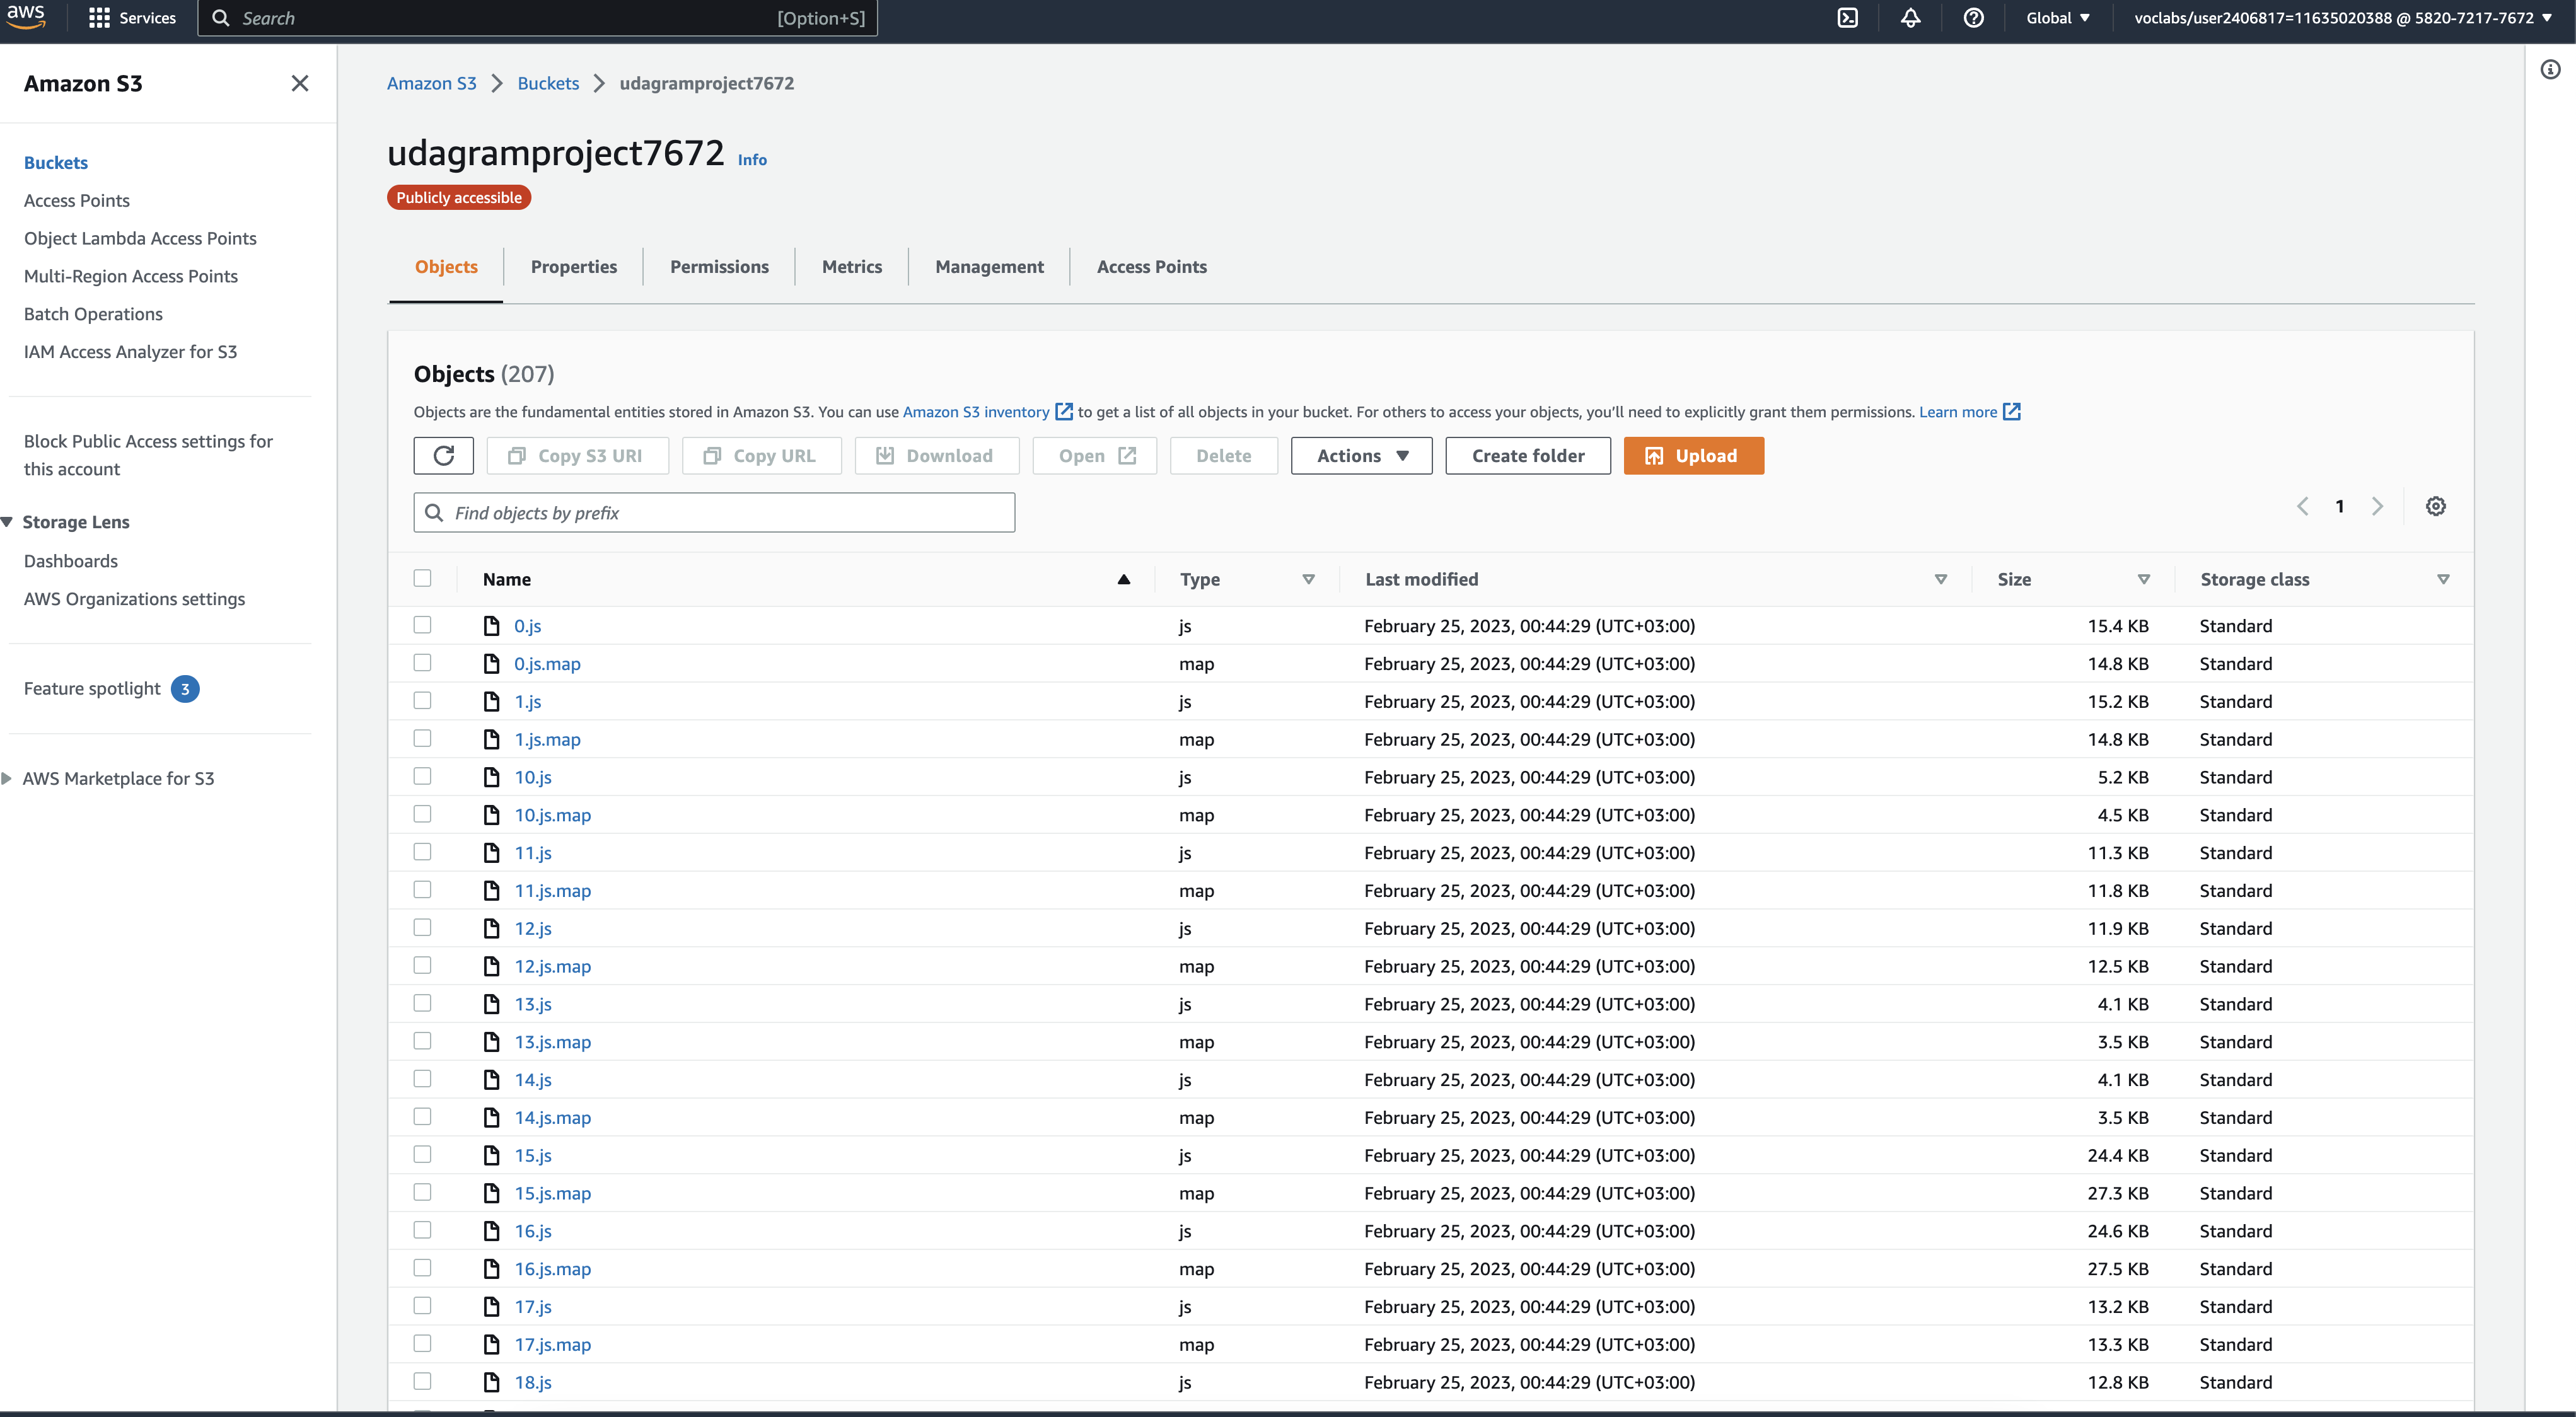 aws
Services
Search [Option+S]
Global
voclabs/user2406817=11635020388 @ 5820-7217-7672
Amazon S3
Buckets
Access Points
Object Lambda Access Points
Multi-Region Access Points
Batch Operations
IAM Access Analyzer for S3
Block Public Access settings for
this account
Storage Lens
Dashboards
AWS Organizations settings
Feature spotlight 3
AWS Marketplace for S3
Amazon S3 Buckets udagramproject7672
udagramproject7672 Info
Publicly accessible
Objects Properties Permissions Metrics Management Access Points
Objects (207)
Objects are the fundamental entities stored in Amazon S3. You can use Amazon S3 inventory to get a list of all objects in your bucket. For others to access your objects, you'll need to explicitly grant them permissions. Learn more
Copy S3 URI Copy URL Download Open Delete Actions Create folder Upload
Find objects by prefix
1
Name Type Last modified Size Storage class
0.js js February 25, 2023, 00:44:29 (UTC+03:00) 15.4 KB Standard
0.js.map map February 25, 2023, 00:44:29 (UTC+03:00) 14.8 KB Standard
1.js js February 25, 2023, 00:44:29 (UTC+03:00) 15.2 KB Standard
1.js.map map February 25, 2023, 00:44:29 (UTC+03:00) 14.8 KB Standard
10.js js February 25, 2023, 00:44:29 (UTC+03:00) 5.2 KB Standard
10.js.map map February 25, 2023, 00:44:29 (UTC+03:00) 4.5 KB Standard
11.js js February 25, 2023, 00:44:29 (UTC+03:00) 11.3 KB Standard
11.js.map map February 25, 2023, 00:44:29 (UTC+03:00) 11.8 KB Standard
12.js js February 25, 2023, 00:44:29 (UTC+03:00) 11.9 KB Standard
12.js.map map February 25, 2023, 00:44:29 (UTC+03:00) 12.5 KB Standard
13.js js February 25, 2023, 00:44:29 (UTC+03:00) 4.1 KB Standard
13.js.map map February 25, 2023, 00:44:29 (UTC+03:00) 3.5 KB Standard
14.js js February 25, 2023, 00:44:29 (UTC+03:00) 4.1 KB Standard
14.js.map map February 25, 2023, 00:44:29 (UTC+03:00) 3.5 KB Standard
15.js js February 25, 2023, 00:44:29 (UTC+03:00) 24.4 KB Standard
15.js.map map February 25, 2023, 00:44:29 (UTC+03:00) 27.3 KB Standard
16.js js February 25, 2023, 00:44:29 (UTC+03:00) 24.6 KB Standard
16.js.map map February 25, 2023, 00:44:29 (UTC+03:00) 27.5 KB Standard
17.js js February 25, 2023, 00:44:29 (UTC+03:00) 13.2 KB Standard
17.js.map map February 25, 2023, 00:44:29 (UTC+03:00) 13.3 KB Standard
18.js js February 25, 2023, 00:44:29 (UTC+03:00) 12.8 KB Standard